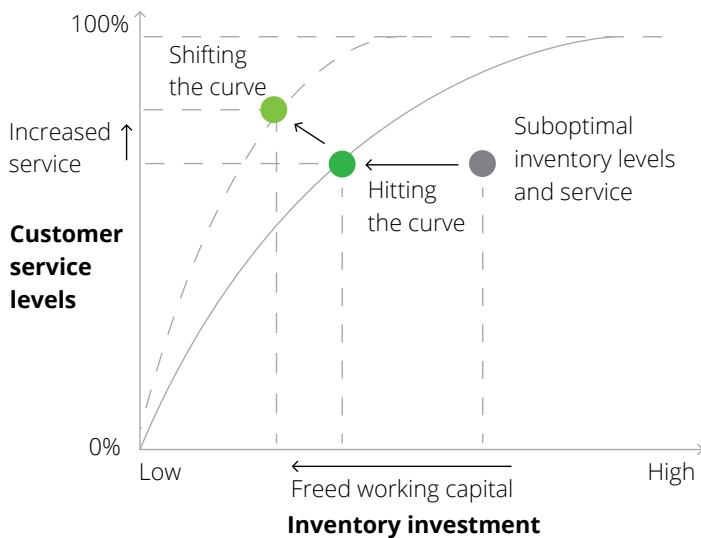 100%
Shifting
the curve
Increased
service
Suboptimal
inventory levels
and service
Hitting
the curve
Customer
service
levels
0%
Low
High
Freed working capital
Inventory investment